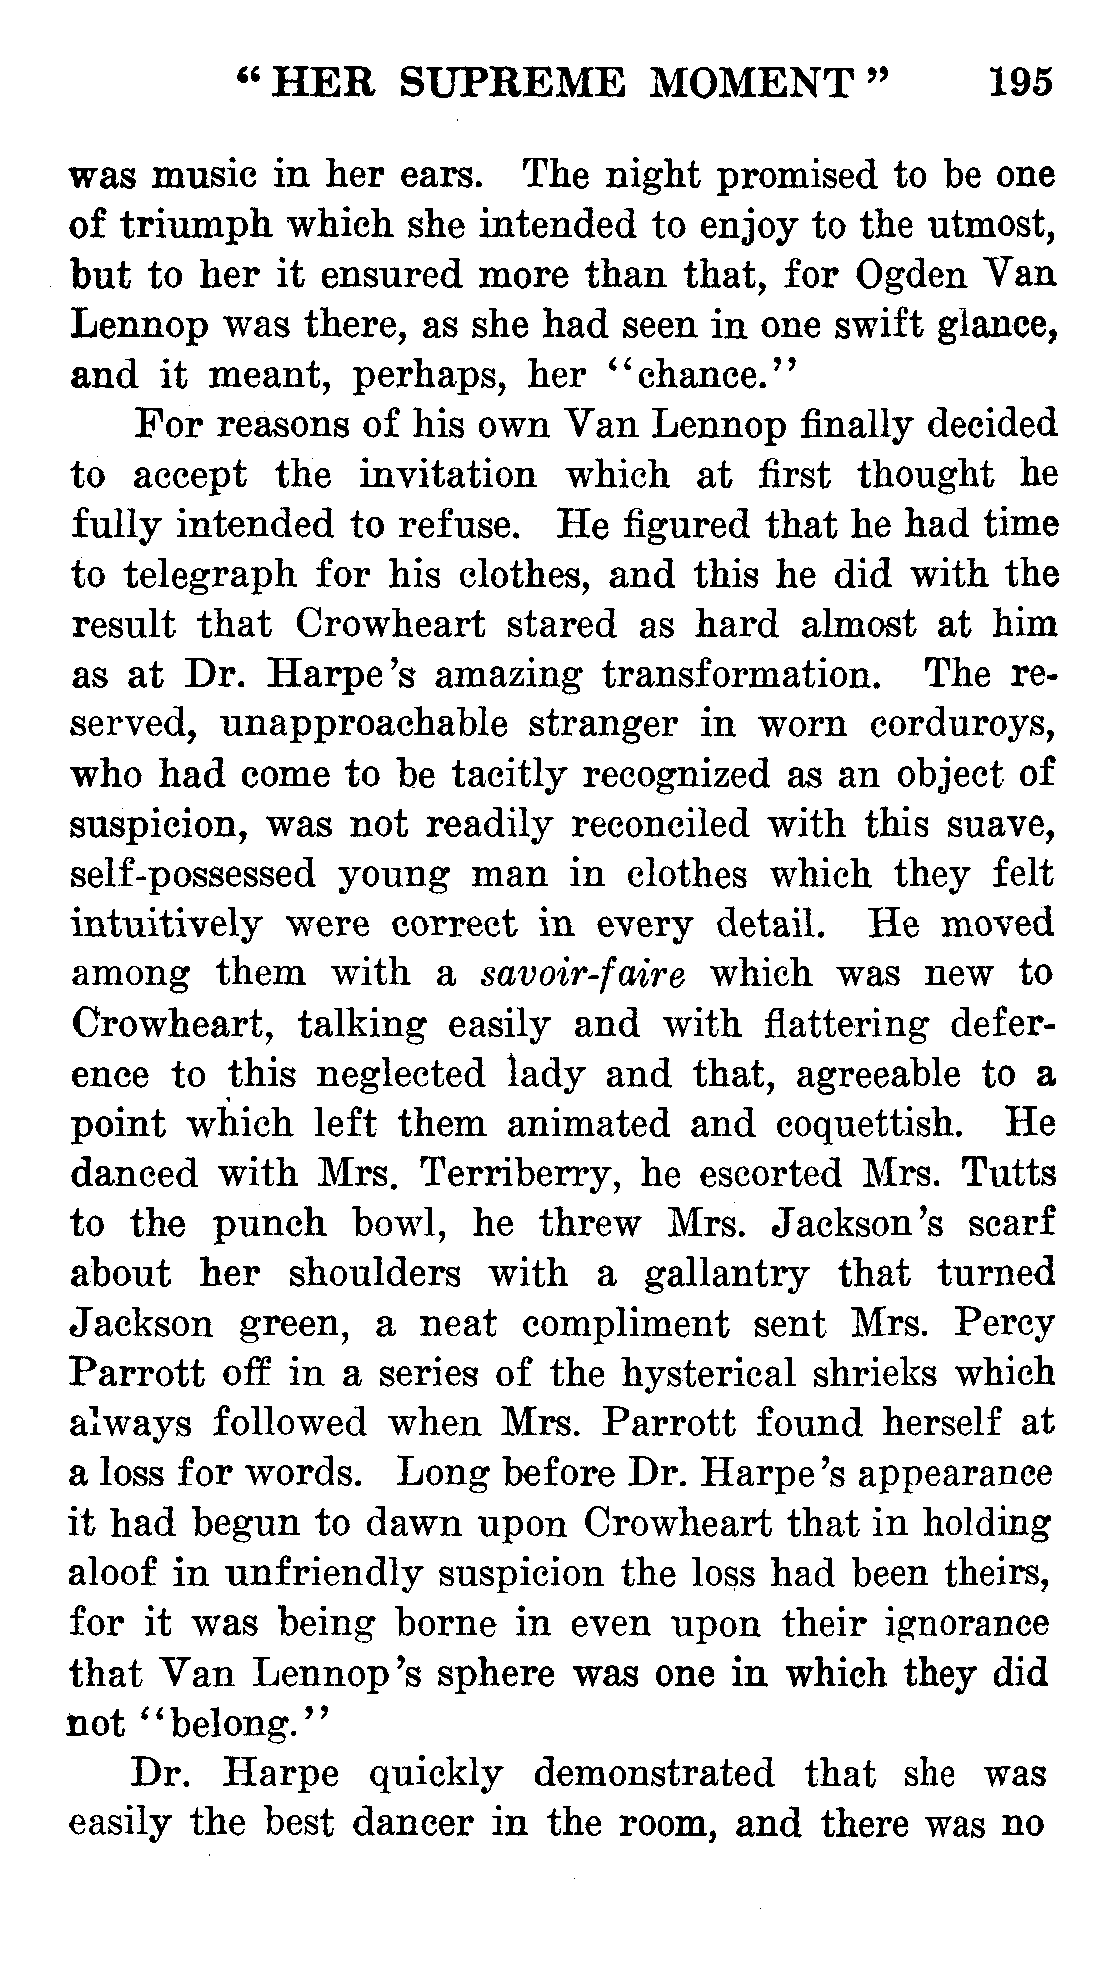 "HER SUPREME MOMENT" 195
was music in her ears. The night promised to be one
of triumph which she intended to enjoy to the utmost,
but to her it ensured more than that, for Ogden Van
Lennop was there, as she had seen in one swift glance,
and it meant, perhaps, her "chance."
For reasons of his own Van Lennop finally decided
to accept the invitation which at first thought he
fully intended to refuse. He figured that he had time
to telegraph for his clothes, and this he did with the
result that Crowheart stared as hard almost at him
as at Dr. Harpe's amazing transformation. The re-
served, unapproachable stranger in worn corduroys,
who had come to be tacitly recognized as an object of
suspicion, was not readily reconciled with this suave,
self-possessed young man in clothes which they felt
intuitively were correct in every detail. He moved
among them with a savoir-faire which was new to
Crowheart, talking easily and with flattering defer-
ence to this neglected lady and that, agreeable to a
point which left them animated and coquettish. He
danced with Mrs. Terriberry, he escorted Mrs. Tutts
to the punch bowl, he threw Mrs. Jackson's scarf
about her shoulders with a gallantry that turned
Jackson green, a neat compliment sent Mrs. Percy
Parrott off in a series of the hysterical shrieks which
always followed when Mrs. Parrott found herself at
a loss for words. Long before Dr. Harpe's appearance
it had begun to dawn upon Crowheart that in holding
aloof in unfriendly suspicion the loss had been theirs,
for it was being borne in even upon their ignorance
that Van Lennop's sphere was one in which they did
not "belong."
Dr. Harpe quickly demonstrated that she was
easily the best dancer in the room, and there was no